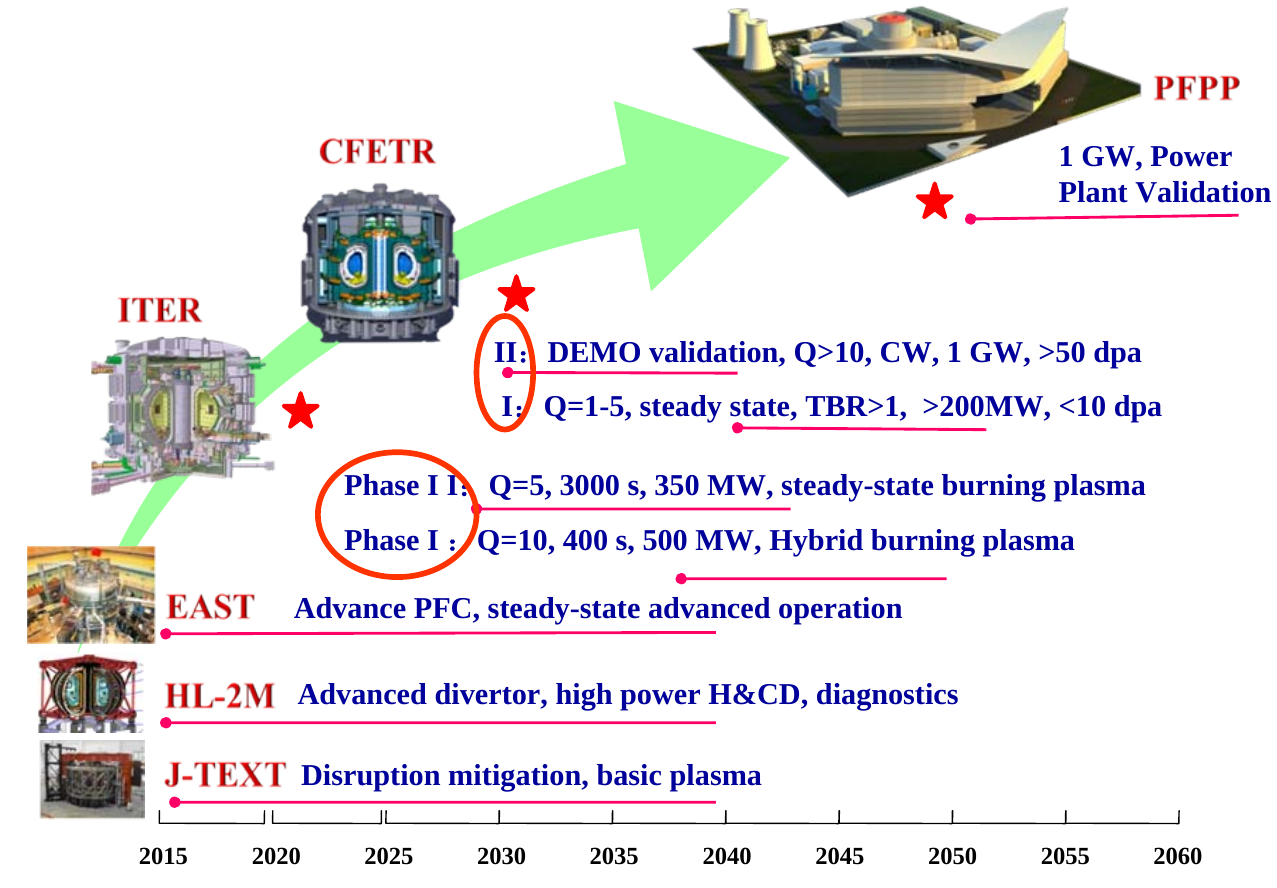 PFPP
1 GW, Power
Plant Validation
CFETR
ITER
II：DEMO validation, Q>10, CW, 1 GW, >50 dpa
I：Q=1-5, steady state, TBR>1, >200MW, <10 dpa
Phase I I：Q=5, 3000 s, 350 MW, steady-state burning plasma
Phase I ：Q=10, 400 s, 500 MW, Hybrid burning plasma
EAST Advance PFC, steady-state advanced operation
HL-2M Advanced divertor, high power H&CD, diagnostics
J-TEXT Disruption mitigation, basic plasma
2015 2020 2025 2030 2035 2040 2045 2050 2055 2060